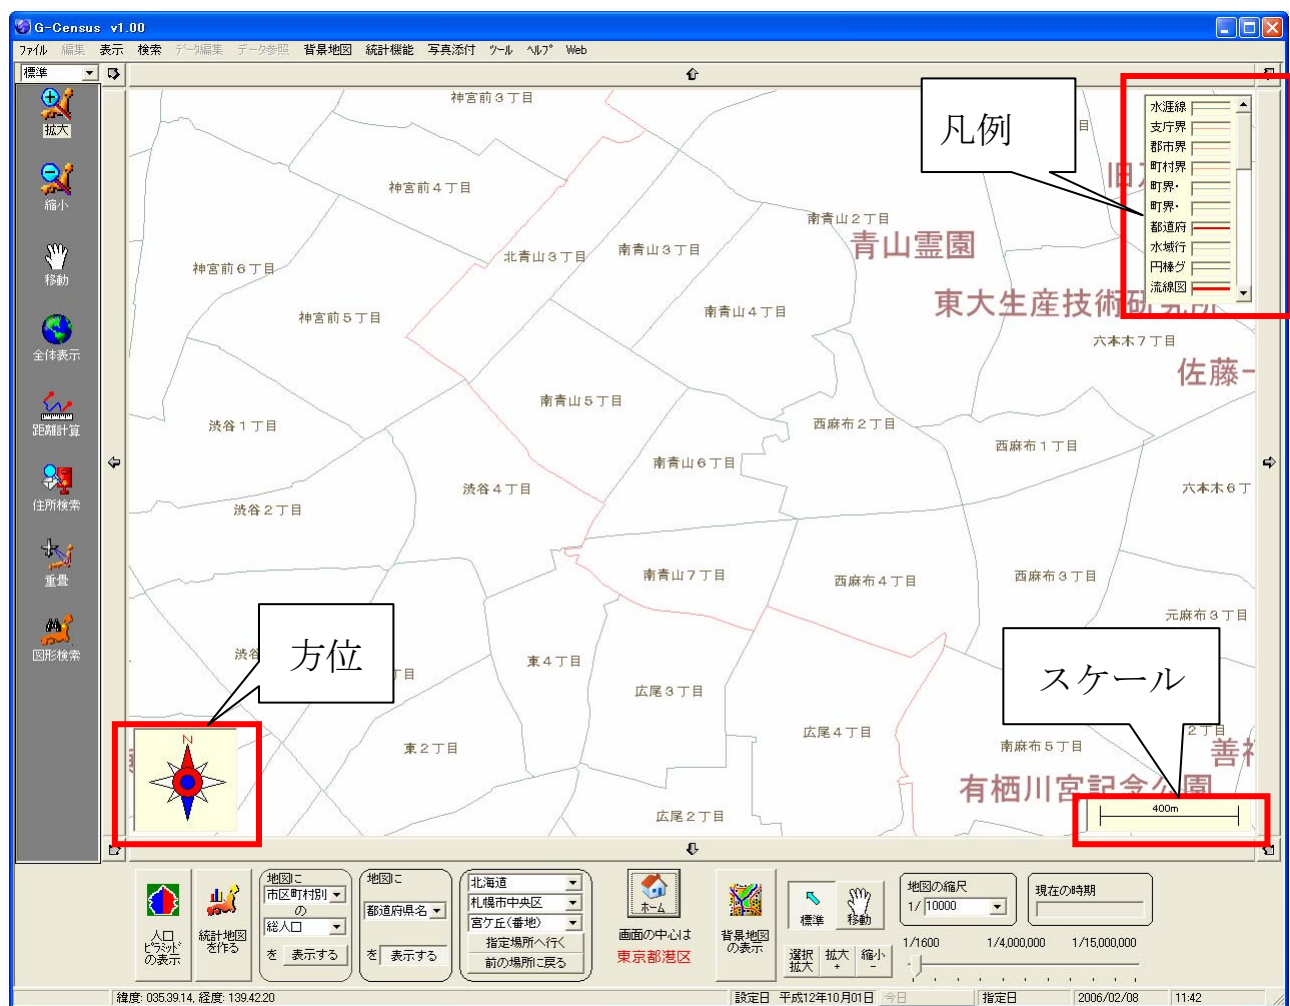 G-Census v1.00
ファイル 編集 表示 検索 データ編集 データ参照 背景地図 統計機能 写真添付 ツール ヘルプ Web
標準
拡大
縮小
移動
全体表示
距離計算
住所検索
重畳
図形検索
神宮前3丁目
神宮前4丁目
神宮前6丁目
神宮前5丁目
北青山3丁目
南青山3丁目
南青山2丁目
青山霊園
南青山4丁目
東大生産技術研究所
六本木7丁目
佐藤一
南青山5丁目
渋谷1丁目
西麻布2丁目
西麻布1丁目
南青山6丁目
渋谷4丁目
六本木6丁
渋谷2丁目
南青山7丁目
西麻布4丁目
西麻布3丁目
元麻布3丁目
渋谷
丁目
東4丁目
広尾3丁目
広尾4丁目
東2丁目
南麻布5丁目
2丁目
有栖川宮記念公園
広尾2丁目
凡例
水涯線
支庁界
郡市界
町村界
町界・
町界・
都道府
水域行
円棒グ
流線図
方位
N
スケール
400m
人口ピラミッドの表示
統計地図を作る
地図に
市区町村別
の
総人口
を 表示する
地図に
都道府県名
を 表示する
北海道
札幌市中央区
宮ケ丘(番地)
指定場所へ行く
前の場所に戻る
ホーム
画面の中心は
東京都港区
背景地図の表示
標準 移動
選択拡大 拡大+ 縮小-
地図の縮尺
1/ 10000
現在の時期
1/1600 1/4,000,000 1/15,000,000
緯度: 035.39.14, 経度: 139.42.20
設定日 平成12年10月01日 今日 指定日 2006/02/08 11:42